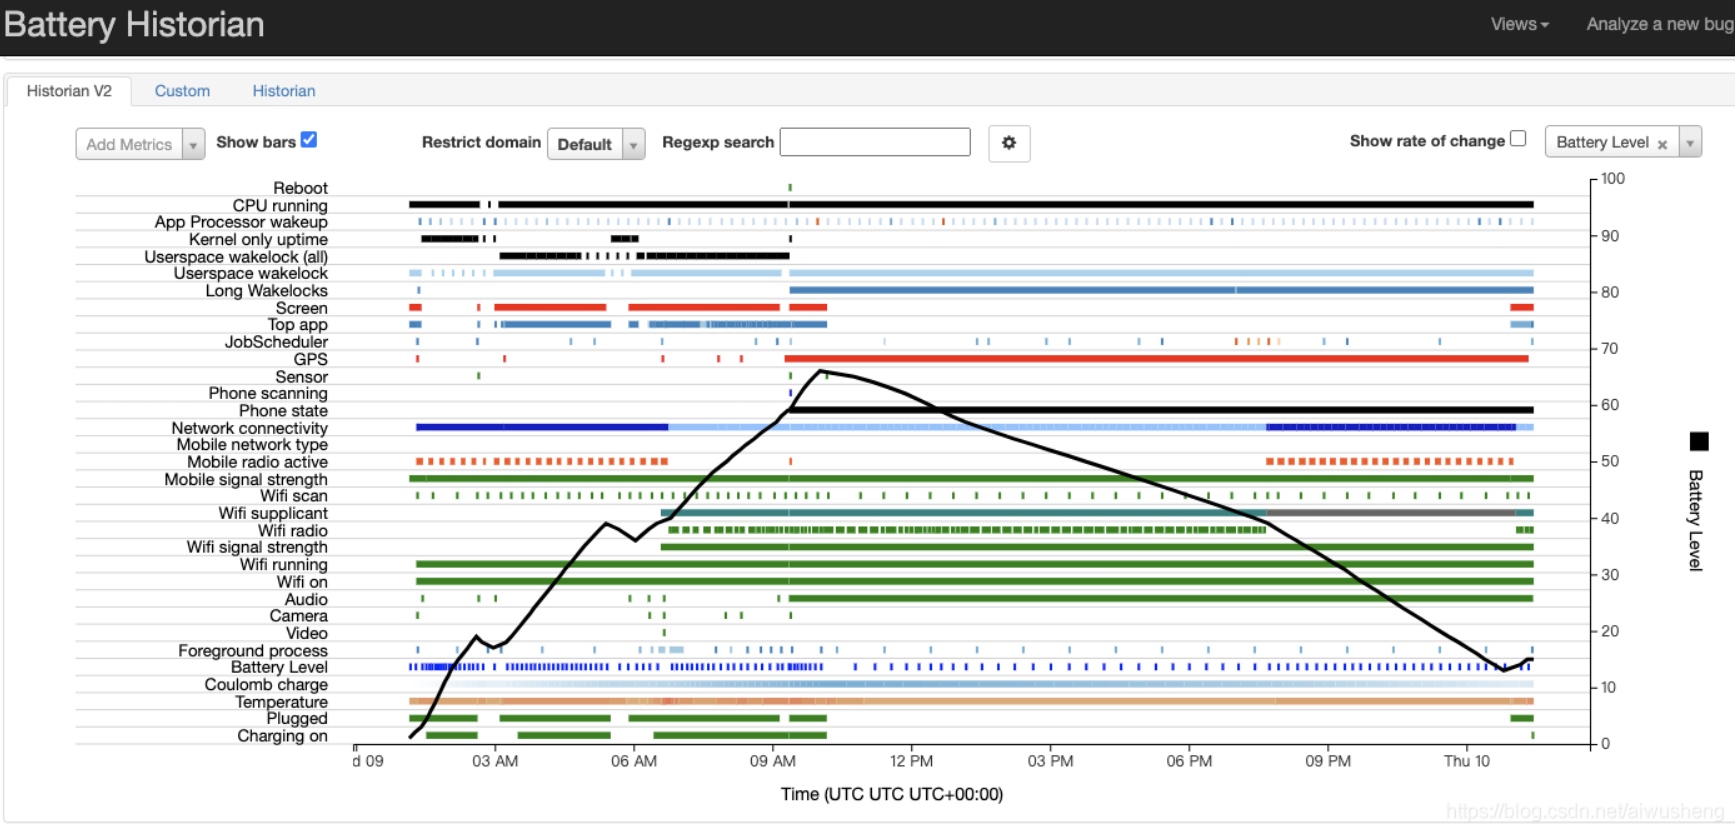 Battery Historian
Views
Analyze a new bug
Historian V2
Custom
Historian
Add Metrics
Show bars
Restrict domain
Default
Regexp search
Show rate of change
Battery Level ×
Reboot
CPU running
App Processor wakeup
Kernel only uptime
Userspace wakelock (all)
Userspace wakelock
Long Wakelocks
Screen
Top app
JobScheduler
GPS
Sensor
Phone scanning
Phone state
Network connectivity
Mobile network type
Mobile radio active
Mobile signal strength
Wifi scan
Wifi supplicant
Wifi radio
Wifi signal strength
Wifi running
Wifi on
Audio
Camera
Video
Foreground process
Battery Level
Coulomb charge
Temperature
Plugged
Charging on
100
90
80
70
60
50
40
30
20
10
0
Battery Level
d 09
03 AM
06 AM
09 AM
12 PM
03 PM
06 PM
09 PM
Thu 10
Time (UTC UTC UTC+00:00)
https://blog.csdn.net/aiwusheng